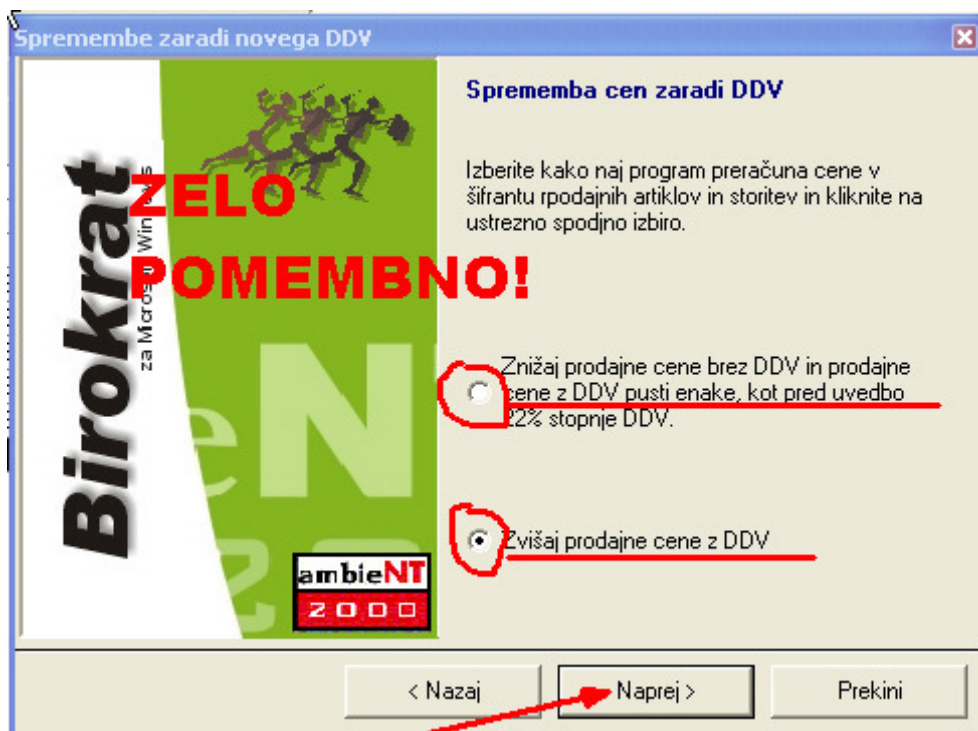 Spremembe zaradi novega DDV
Sprememba cen zaradi DDV
Izberite kako naj program preračuna cene v
šifrantu rpodajnih artiklov in storitev in kliknite na
ustrezno spodjno izbiro.
ZELO
POMEMBNO!
Birokrat
za Microsoft Windows
Znižaj prodajne cene brez DDV in prodajne
cene z DDV pusti enake, kot pred uvedbo
22% stopnje DDV.
Zvišaj prodajne cene z DDV
eNT
ambieNT
2000
< Nazaj
Naprej >
Prekini